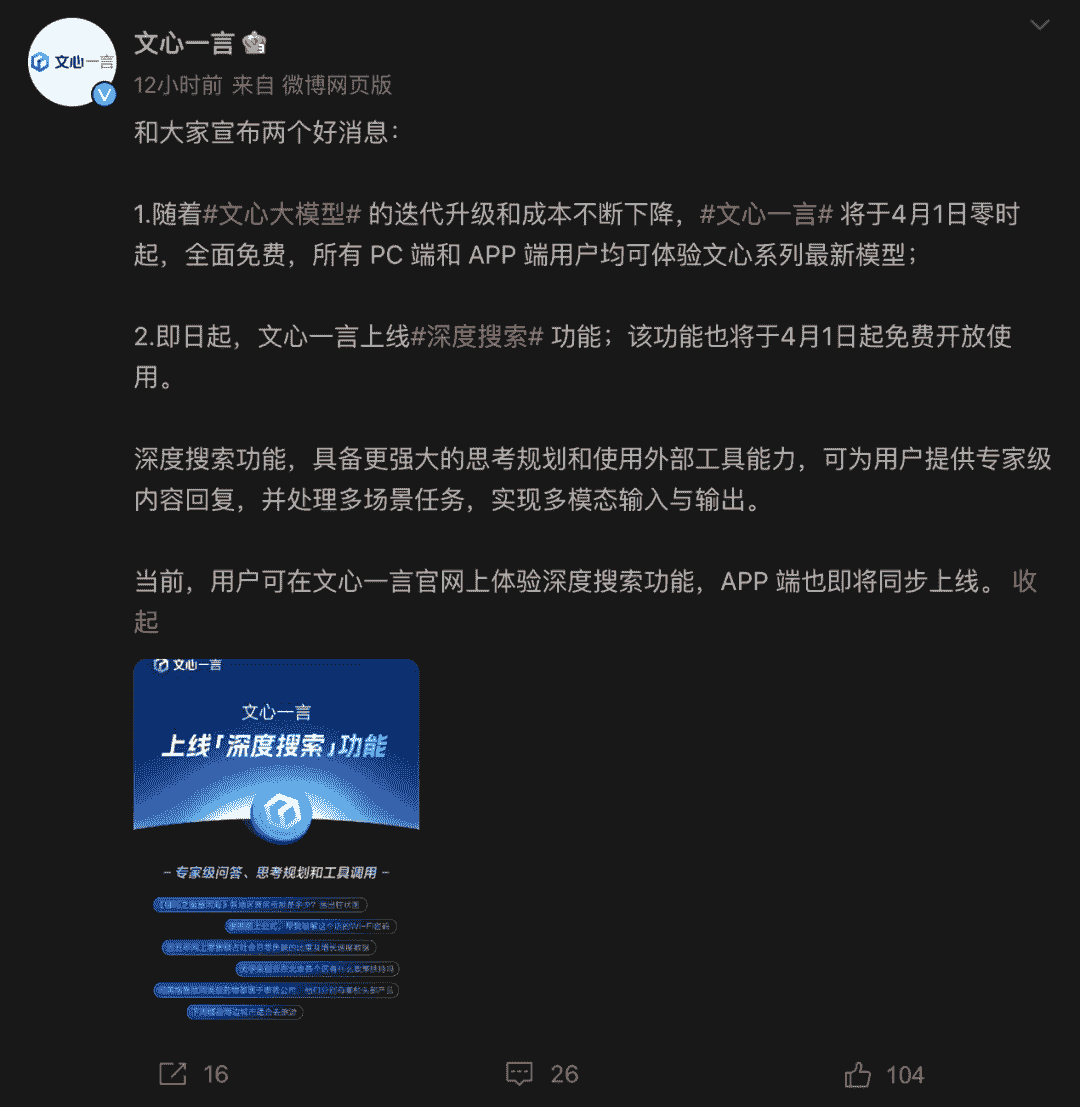 文心一言
文心一言
12小时前 来自 微博网页版
和大家宣布两个好消息：
1.随着#文心大模型# 的迭代升级和成本不断下降，#文心一言# 将于4月1日零时
起，全面免费，所有 PC 端和 APP 端用户均可体验文心系列最新模型；
2.即日起，文心一言上线#深度搜索# 功能；该功能也将于4月1日起免费开放使
用。
深度搜索功能，具备更强大的思考规划和使用外部工具能力，可为用户提供专家级
内容回复，并处理多场景任务，实现多模态输入与输出。
当前，用户可在文心一言官网上体验深度搜索功能，APP 端也即将同步上线。 收
起
文心一言
文心一言
上线「深度搜索」功能
- 专家级问答、思考规划和工具调用 -
16
26
104